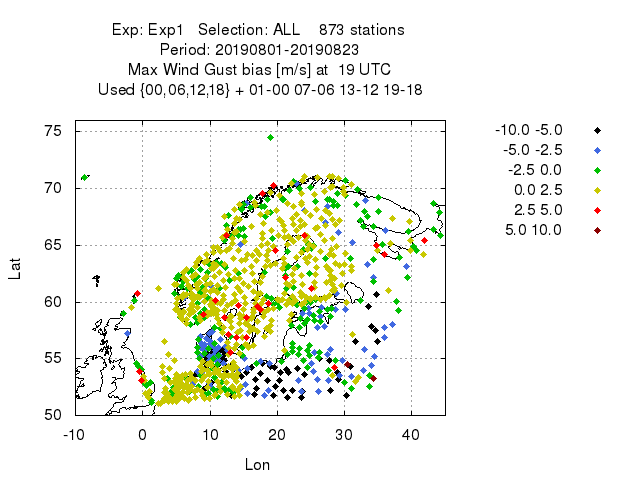 Exp: Exp1 Selection: ALL 873 stations
Period: 20190801-20190823
Max Wind Gust bias [m/s] at 19 UTC
Used {00,06,12,18} + 01-00 07-06 13-12 19-18
75
70
65
60
55
50
Lat
-10 0 10 20 30 40
Lon
-10.0 -5.0
-5.0 -2.5
-2.5 0.0
0.0 2.5
2.5 5.0
5.0 10.0